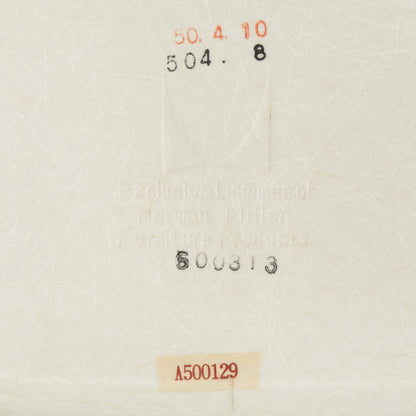 50. 4. 10
504. 8
Exclusive Licensee of
Herman Miller
Furniture Products
500313
A500129